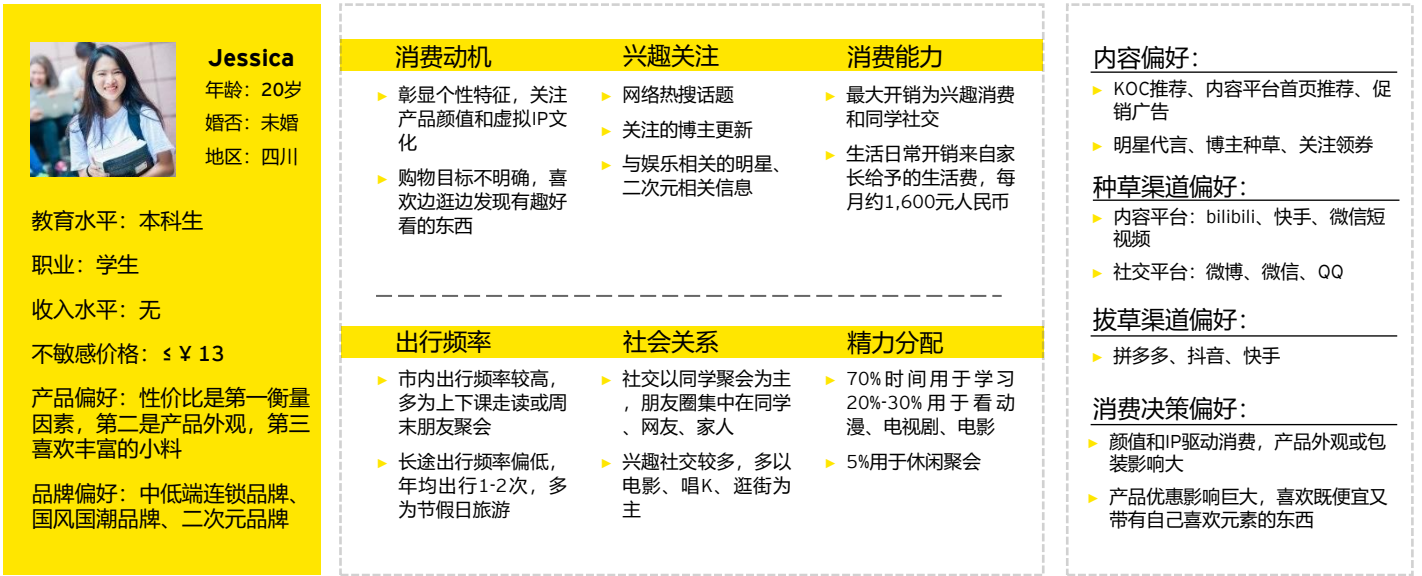 Jessica
年龄：20岁
婚否：未婚
地区：四川
教育水平：本科生
职业：学生
收入水平：无
不敏感价格：≤ ¥ 13
产品偏好：性价比是第一衡量
因素，第二是产品外观，第三
喜欢丰富的小料
品牌偏好：中低端连锁品牌、
国风国潮品牌、二次元品牌
消费动机
彰显个性特征，关注
产品颜值和虚拟IP文
化
购物目标不明确，喜
欢边逛边发现有趣好
看的东西
兴趣关注
网络热搜话题
关注的博主更新
与娱乐相关的明星、
二次元相关信息
消费能力
最大开销为兴趣消费
和同学社交
生活日常开销来自家
长给予的生活费，每
月约1,600元人民币
出行频率
市内出行频率较高，
多为上下课走读或周
末朋友聚会
长途出行频率偏低，
年均出行1-2次，多
为节假日旅游
社会关系
社交以同学聚会为主
，朋友圈集中在同学
、网友、家人
兴趣社交较多，多以
电影、唱K、逛街为
主
精力分配
70%时间用于学习
20%-30%用于看动
漫、电视剧、电影
5%用于休闲聚会
内容偏好：
KOC推荐、内容平台首页推荐、促
销广告
明星代言、博主种草、关注领券
种草渠道偏好：
内容平台：bilibili、快手、微信短
视频
社交平台：微博、微信、QQ
拔草渠道偏好：
拼多多、抖音、快手
消费决策偏好：
颜值和IP驱动消费，产品外观或包
装影响大
产品优惠影响巨大，喜欢既便宜又
带有自己喜欢元素的东西